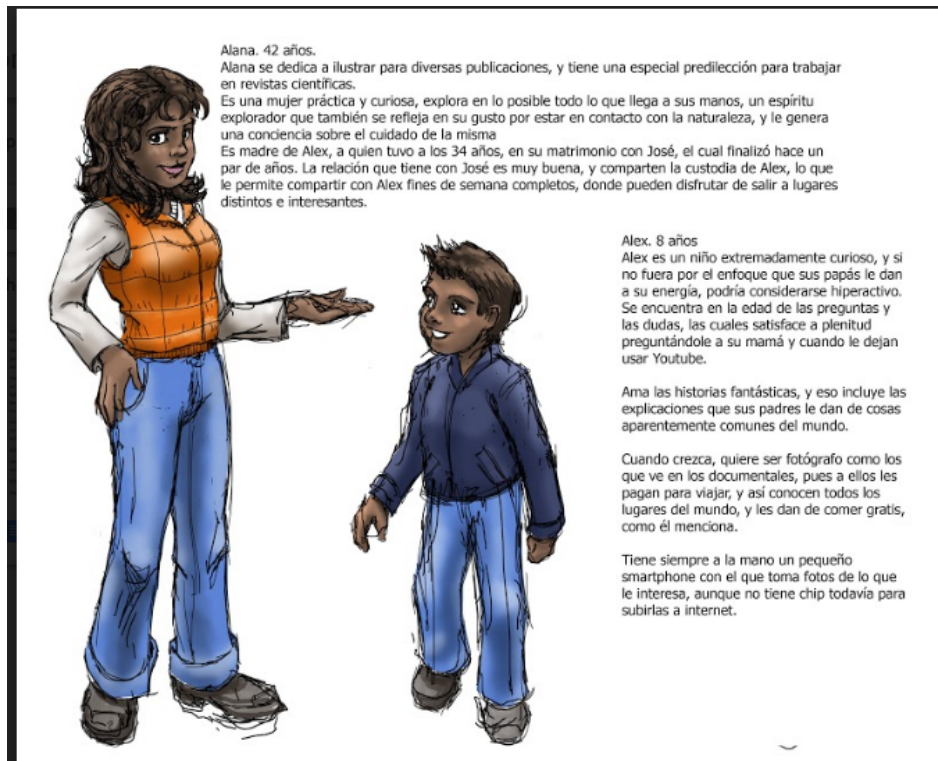 Alana. 42 años.
Alana se dedica a ilustrar para diversas publicaciones, y tiene una especial predilección para trabajar
en revistas científicas.
Es una mujer práctica y curiosa, explora en lo posible todo lo que llega a sus manos, un espíritu
explorador que también se refleja en su gusto por estar en contacto con la naturaleza, y le genera
una conciencia sobre el cuidado de la misma
Es madre de Alex, a quien tuvo a los 34 años, en su matrimonio con José, el cual finalizó hace un
par de años. La relación que tiene con José es muy buena, y comparten la custodia de Alex, lo que
le permite compartir con Alex fines de semana completos, donde pueden disfrutar de salir a lugares
distintos e interesantes.
Alex. 8 años
Alex es un niño extremadamente curioso, y si
no fuera por el enfoque que sus papás le dan
a su energía, podría considerarse hiperactivo.
Se encuentra en la edad de las preguntas y
las dudas, las cuales satisface a plenitud
preguntándole a su mamá y cuando le dejan
usar Youtube.
Ama las historias fantásticas, y eso incluye las
explicaciones que sus padres le dan de cosas
aparentemente comunes del mundo.
Cuando crezca, quiere ser fotógrafo como los
que ve en los documentales, pues a ellos les
pagan para viajar, y así conocen todos los
lugares del mundo, y les dan de comer gratis,
como él menciona.
Tiene siempre a la mano un pequeño
smartphone con el que toma fotos de lo que
le interesa, aunque no tiene chip todavía para
subirlas a internet.